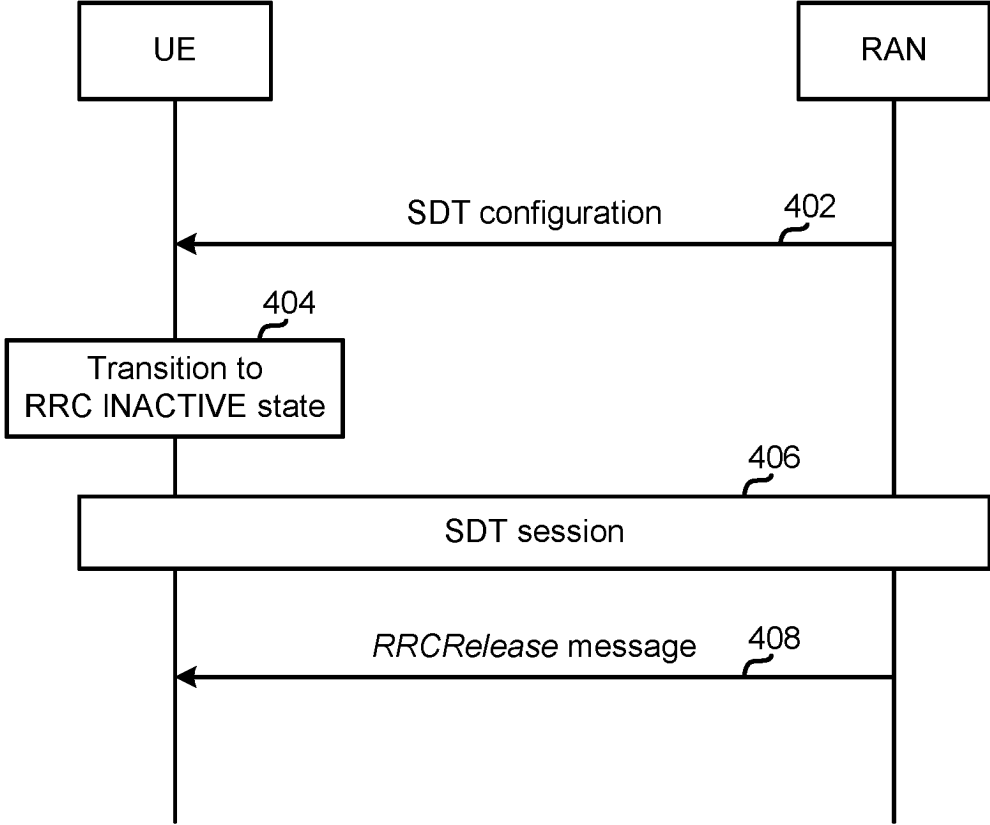 UE
RAN
SDT configuration
402
404
Transition to
RRC INACTIVE state
406
SDT session
RRCRelease message
408